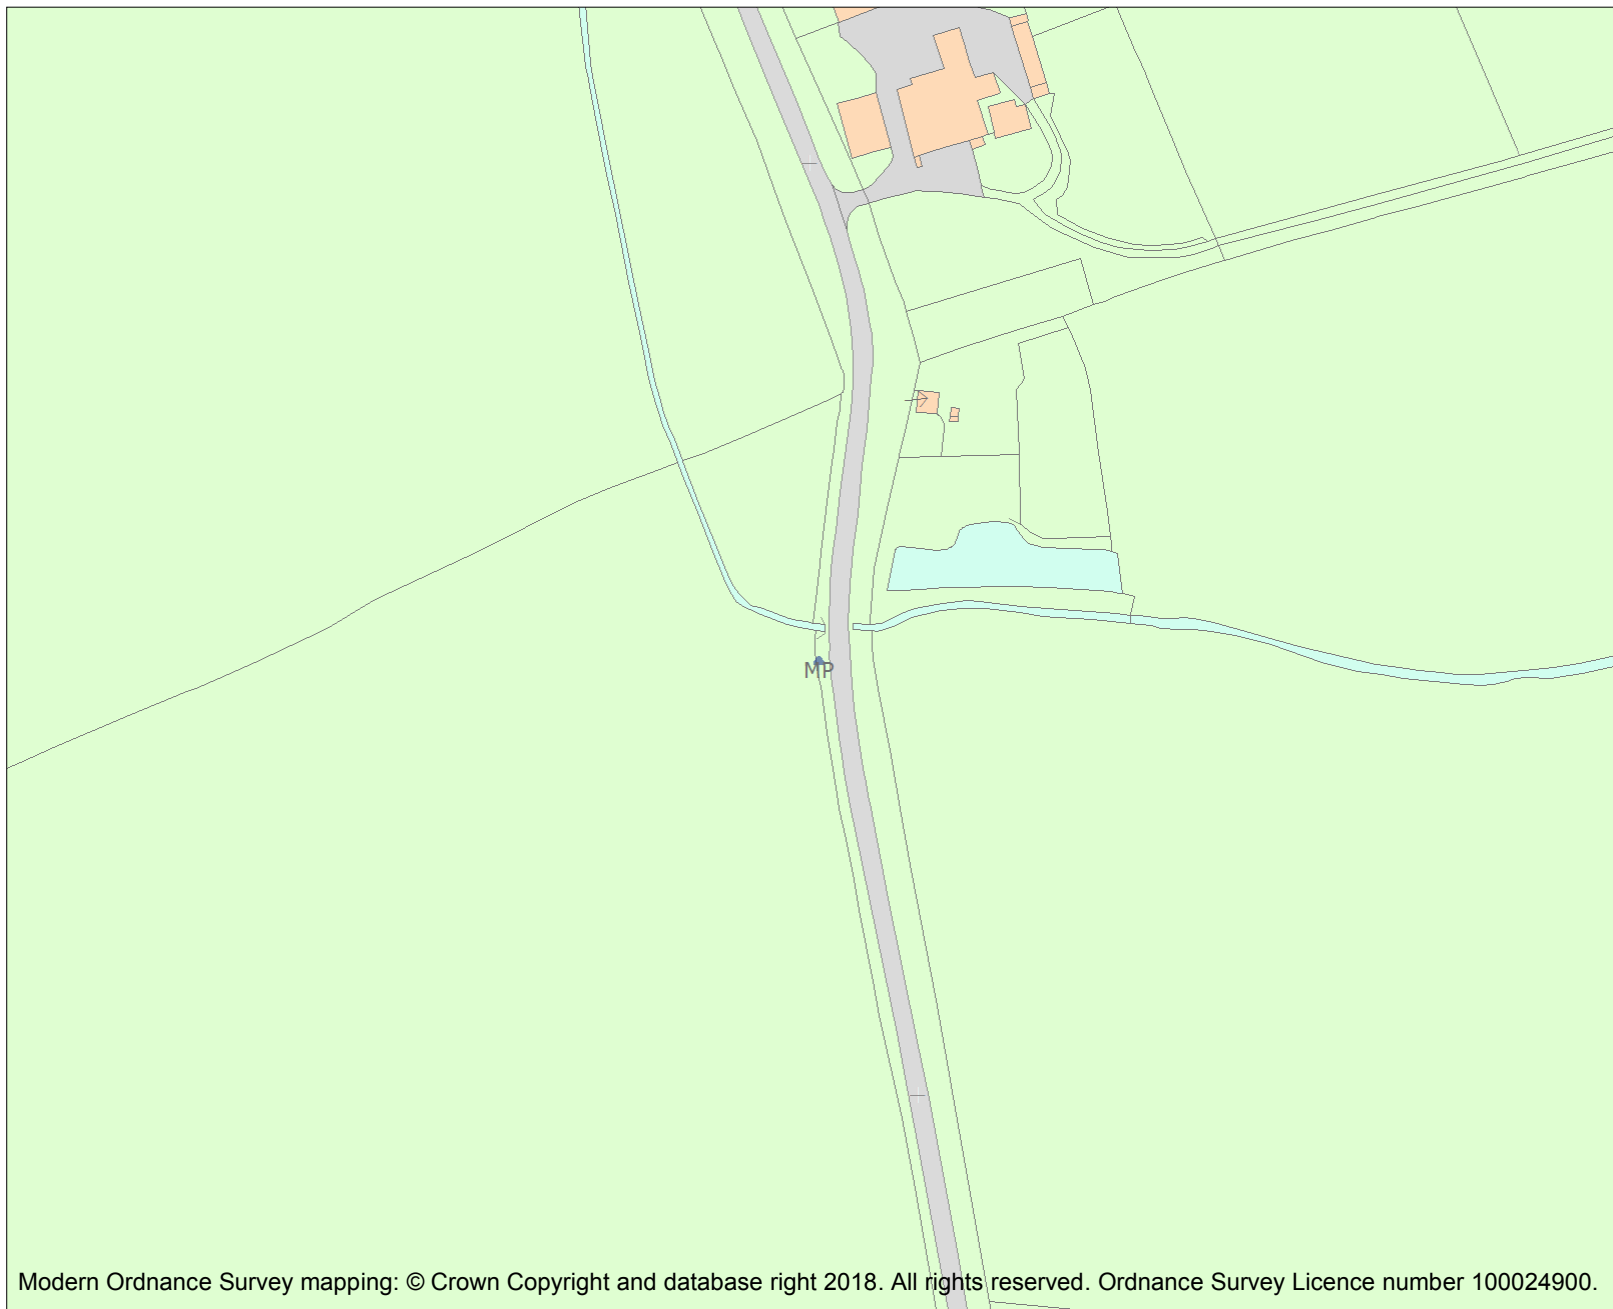 MP
Modern Ordnance Survey mapping: © Crown Copyright and database right 2018. All rights reserved. Ordnance Survey Licence number 100024900.